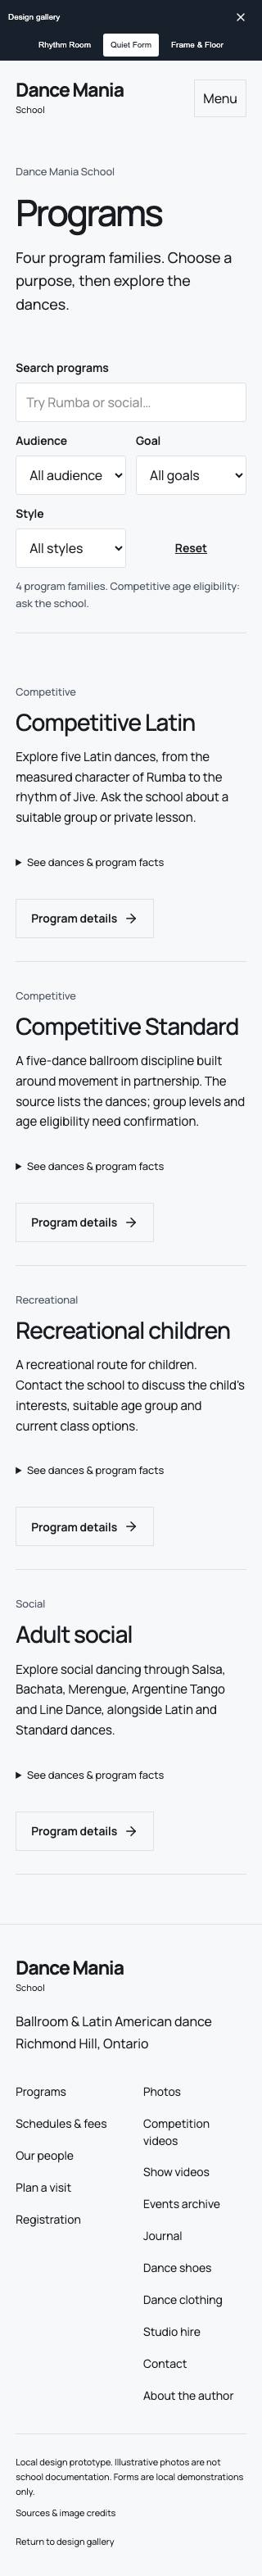 Design gallery
Rhythm Room Quiet Form Frame & Floor
Dance Mania
School
Menu
Dance Mania School
Programs
Four program families. Choose a
purpose, then explore the
dances.
Search programs
Try Rumba or social…
Audience Goal
All audience All goals
Style
All styles Reset
4 program families. Competitive age eligibility:
ask the school.
Competitive
Competitive Latin
Explore five Latin dances, from the
measured character of Rumba to the
rhythm of Jive. Ask the school about a
suitable group or private lesson.
See dances & program facts
Program details
Competitive
Competitive Standard
A five-dance ballroom discipline built
around movement in partnership. The
source lists the dances; group levels and
age eligibility need confirmation.
See dances & program facts
Program details
Recreational
Recreational children
A recreational route for children.
Contact the school to discuss the child's
interests, suitable age group and
current class options.
See dances & program facts
Program details
Social
Adult social
Explore social dancing through Salsa,
Bachata, Merengue, Argentine Tango
and Line Dance, alongside Latin and
Standard dances.
See dances & program facts
Program details
Dance Mania
School
Ballroom & Latin American dance
Richmond Hill, Ontario
Programs
Schedules & fees
Our people
Plan a visit
Registration
Photos
Competition
videos
Show videos
Events archive
Journal
Dance shoes
Dance clothing
Studio hire
Contact
About the author
Local design prototype. Illustrative photos are not
school documentation. Forms are local demonstrations
only.
Sources & image credits
Return to design gallery